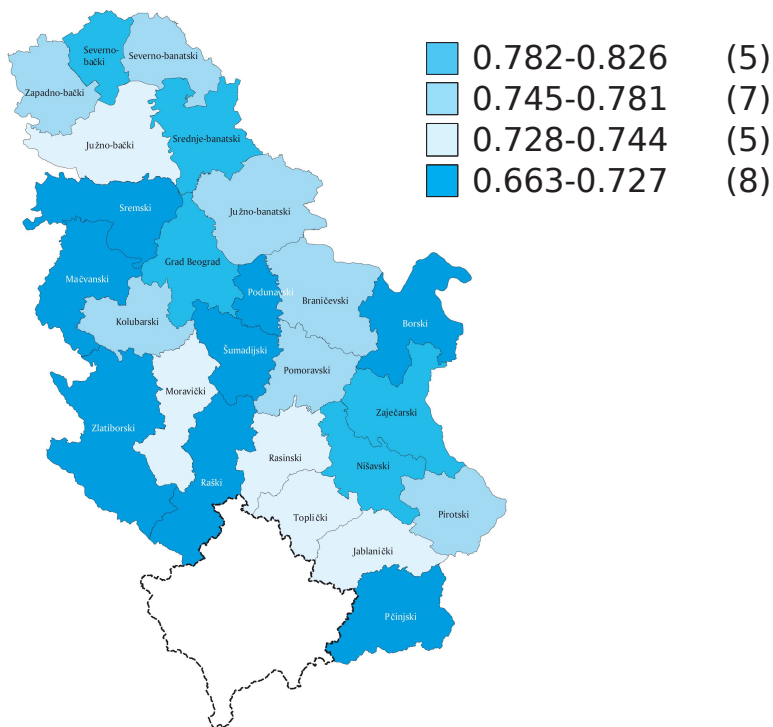 0.782-0.826 (5)
0.745-0.781 (7)
0.728-0.744 (5)
0.663-0.727 (8)
Severno-
bački
Severno-banatski
Zapadno-bački
Južno-bački
Srednje-banatski
Sremski
Južno-banatski
Grad Beograd
Mačvanski
Podunavski
Braničevski
Kolubarski
Borski
Šumadijski
Pomoravski
Moravički
Zlatiborski
Zaječarski
Rasinski
Nišavski
Raški
Toplički
Pirotski
Jablanički
Pčinjski